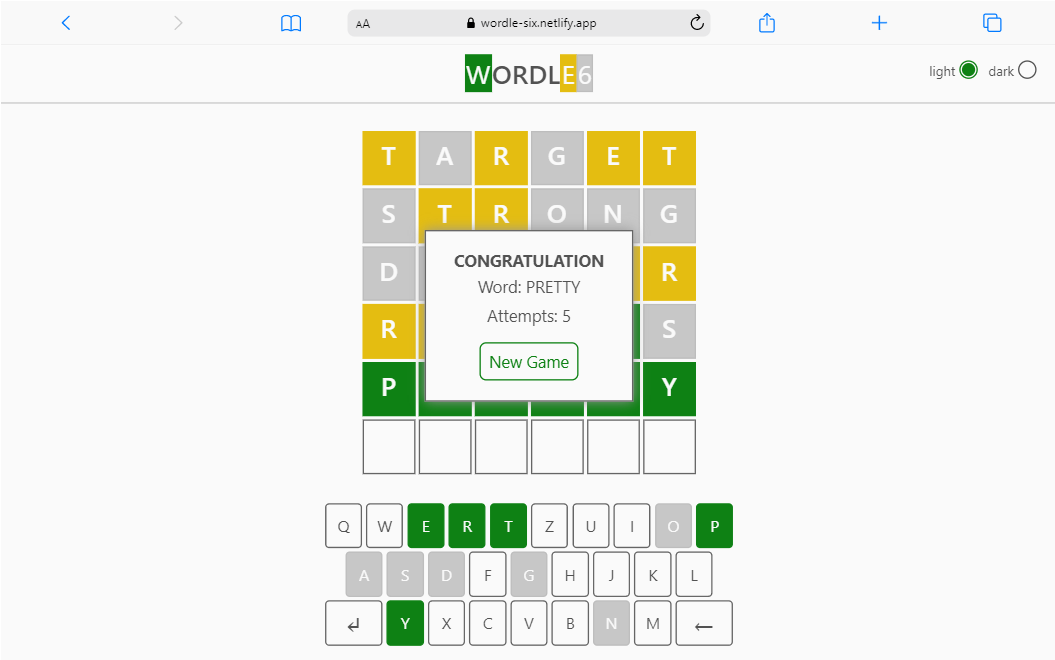 AA wordle-six.netlify.app
WORDLE6
light dark
T A R G E T
S T R O N G
D R
R S
P Y
CONGRATULATION
Word: PRETTY
Attempts: 5
New Game
Q W E R T Z U I O P
A S D F G H J K L
↵ Y X C V B N M ←